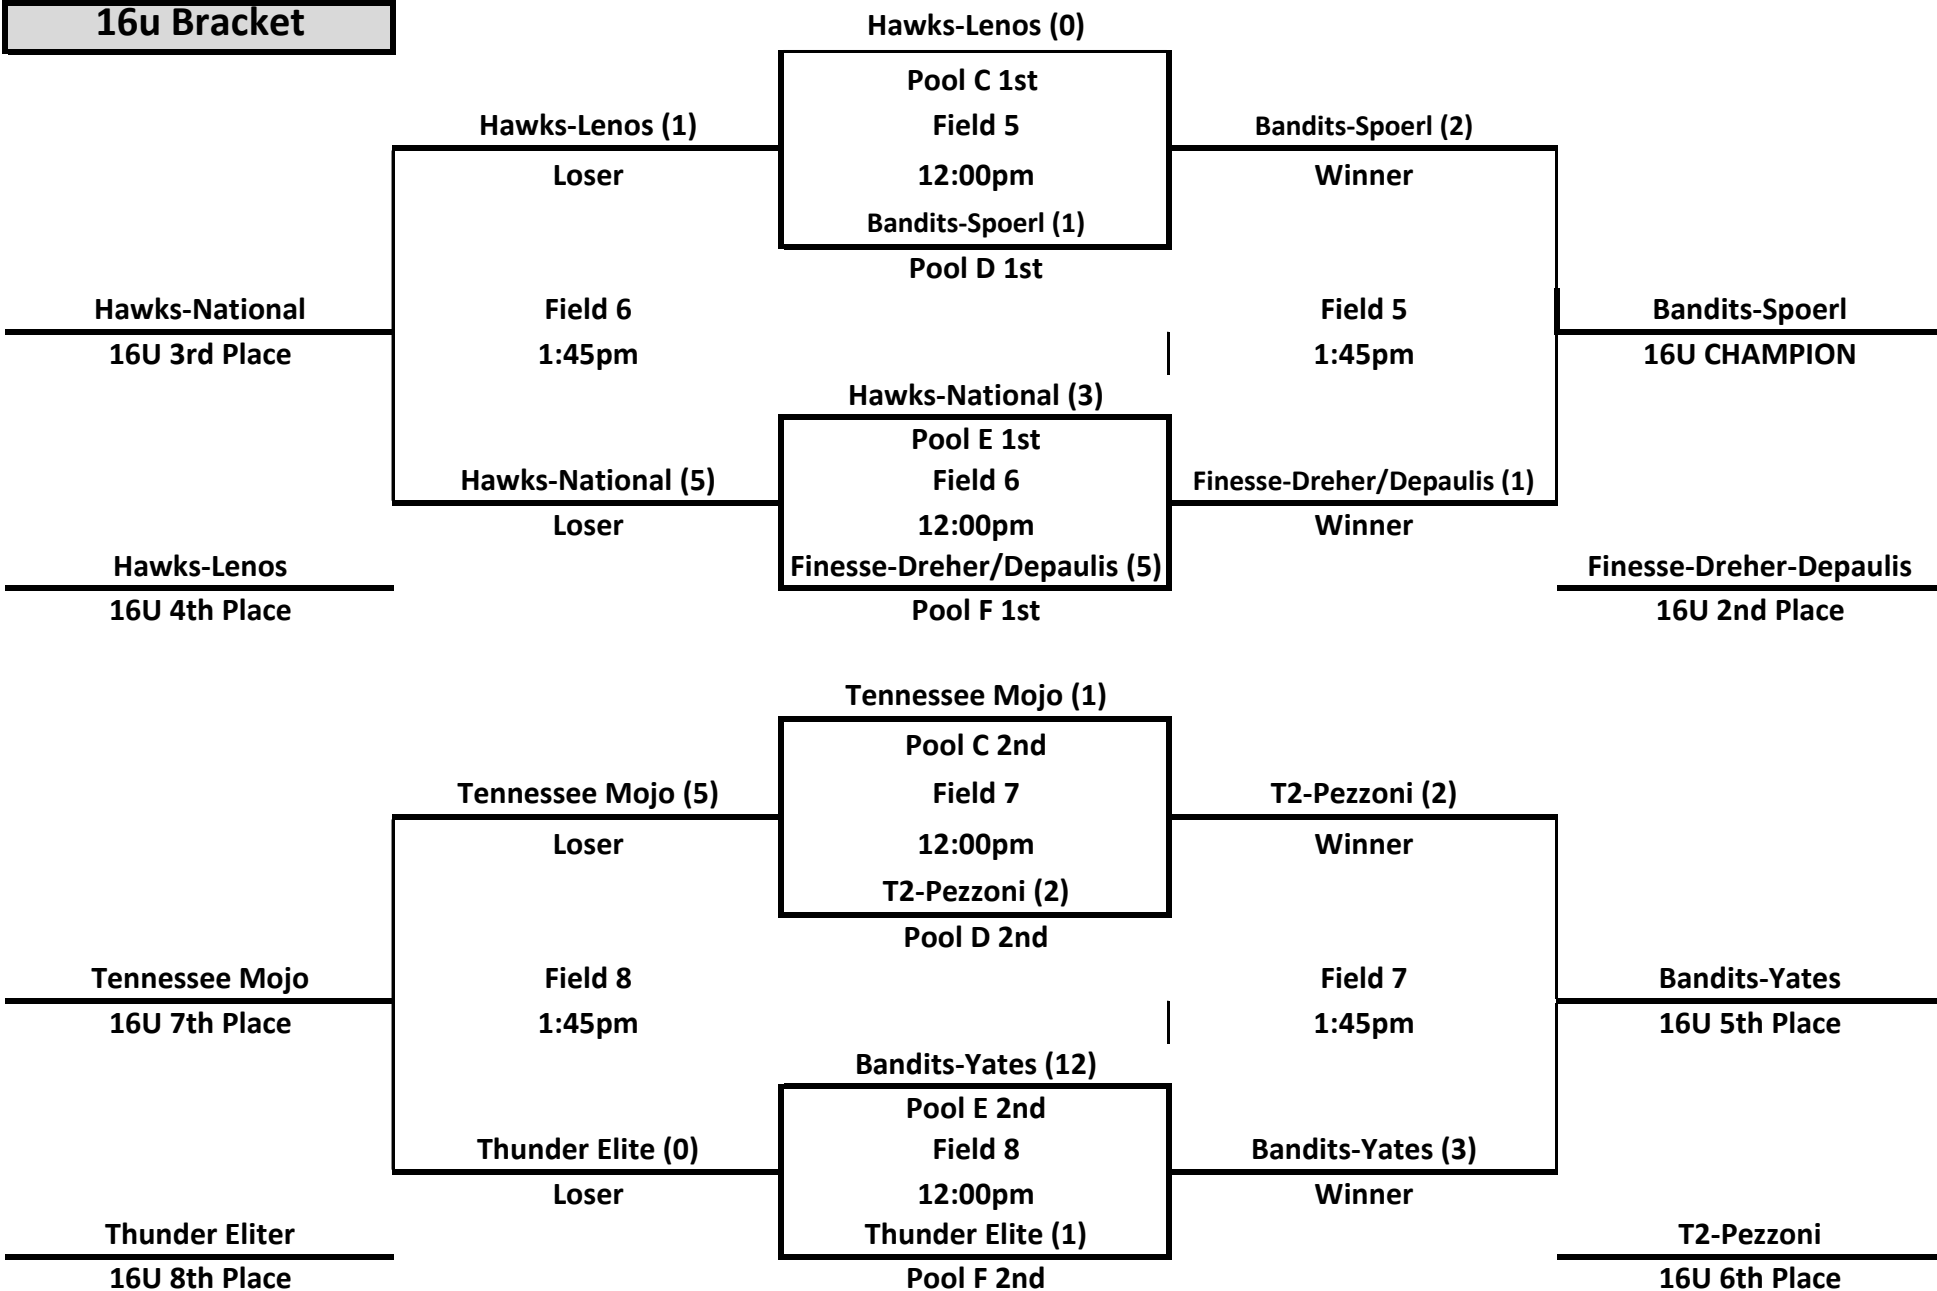 16u Bracket
Hawks-Lenos (0)
Pool C 1st
Hawks-Lenos (1)
Field 5
Bandits-Spoerl (2)
Loser
12:00pm
Winner
Bandits-Spoerl (1)
Pool D 1st
Hawks-National
Field 6
Field 5
Bandits-Spoerl
16U 3rd Place
1:45pm
1:45pm
16U CHAMPION
Hawks-National (3)
Pool E 1st
Hawks-National (5)
Field 6
Finesse-Dreher/Depaulis (1)
Loser
12:00pm
Winner
Hawks-Lenos
Finesse-Dreher/Depaulis (5)
Finesse-Dreher-Depaulis
16U 4th Place
Pool F 1st
16U 2nd Place
Tennessee Mojo (1)
Pool C 2nd
Tennessee Mojo (5)
Field 7
T2-Pezzoni (2)
Loser
12:00pm
Winner
T2-Pezzoni (2)
Pool D 2nd
Tennessee Mojo
Field 8
Field 7
Bandits-Yates
16U 7th Place
1:45pm
1:45pm
16U 5th Place
Bandits-Yates (12)
Pool E 2nd
Thunder Elite (0)
Field 8
Bandits-Yates (3)
Loser
12:00pm
Winner
Thunder Eliter
Thunder Elite (1)
T2-Pezzoni
16U 8th Place
Pool F 2nd
16U 6th Place